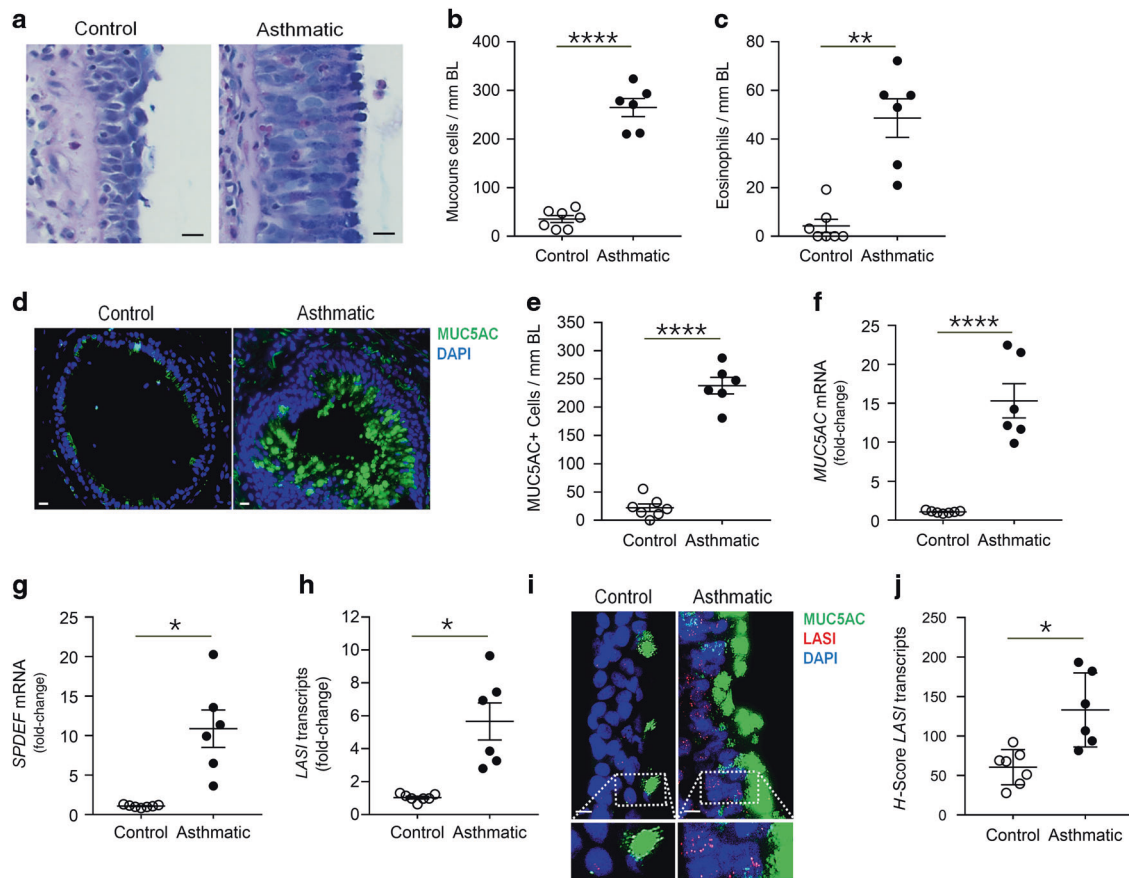 a
Control
Asthmatic
b
Mucouns cells / mm BL
400
300
200
100
0
****
Control
Asthmatic
c
Eosinophils / mm BL
80
60
40
20
0
**
Control
Asthmatic
d
Control
Asthmatic
MUC5AC
DAPI
e
MUC5AC+ Cells / mm BL
350
300
250
200
150
100
50
0
****
Control
Asthmatic
f
MUC5AC mRNA
(fold-change)
25
20
15
10
5
0
****
Control
Asthmatic
g
SPDEF mRNA
(fold-change)
25
20
15
10
5
0
*
Control
Asthmatic
h
LASI transcripts
(fold-change)
12
10
8
6
4
2
0
*
Control
Asthmatic
i
Control
Asthmatic
MUC5AC
LASI
DAPI
j
H-Score LASI transcripts
250
200
150
100
50
0
*
Control
Asthmatic